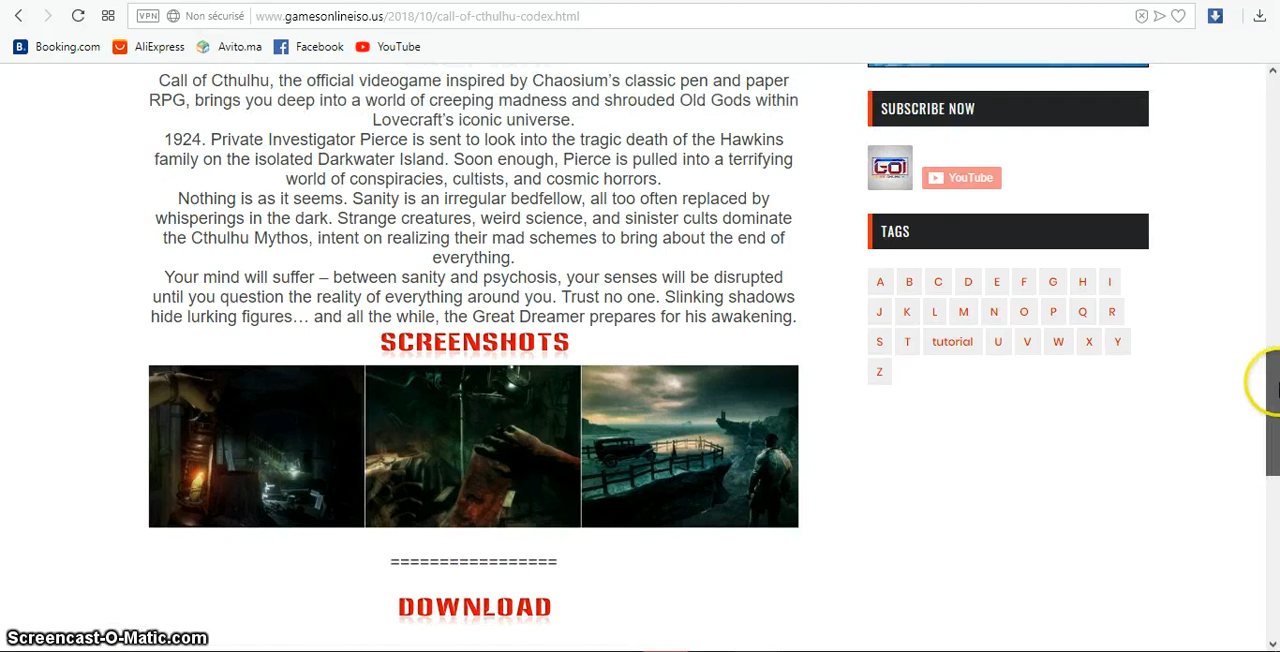 VPN Non sécurisé www.gamesonlineiso.us/2018/10/call-of-cthulhu-codex.html
B. Booking.com AliExpress Avito.ma Facebook YouTube
Call of Cthulhu, the official videogame inspired by Chaosium's classic pen and paper
RPG, brings you deep into a world of creeping madness and shrouded Old Gods within
Lovecraft's iconic universe.
1924. Private Investigator Pierce is sent to look into the tragic death of the Hawkins
family on the isolated Darkwater Island. Soon enough, Pierce is pulled into a terrifying
world of conspiracies, cultists, and cosmic horrors.
Nothing is as it seems. Sanity is an irregular bedfellow, all too often replaced by
whisperings in the dark. Strange creatures, weird science, and sinister cults dominate
the Cthulhu Mythos, intent on realizing their mad schemes to bring about the end of
everything.
Your mind will suffer – between sanity and psychosis, your senses will be disrupted
until you question the reality of everything around you. Trust no one. Slinking shadows
hide lurking figures… and all the while, the Great Dreamer prepares for his awakening.
SCREENSHOTS
=================
DOWNLOAD
SUBSCRIBE NOW
GOI
YouTube
TAGS
A B C D E F G H I
J K L M N O P Q R
S T tutorial U V W X Y
Z
Screencast-O-Matic.com